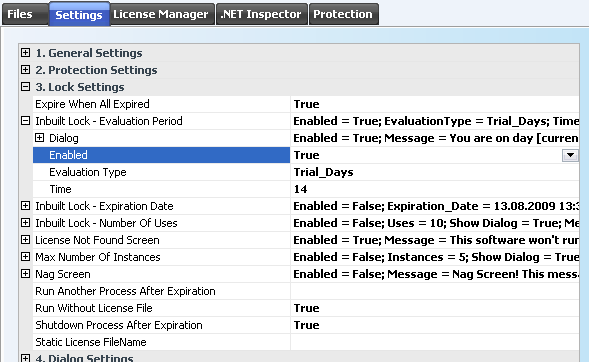 Files Settings License Manager .NET Inspector Protection
1. General Settings
2. Protection Settings
3. Lock Settings
Expire When All Expired True
Inbuilt Lock - Evaluation Period Enabled = True; EvaluationType = Trial_Days; Time
Dialog Enabled = True; Message = You are on day [curren
Enabled True
Evaluation Type Trial_Days
Time 14
Inbuilt Lock - Expiration Date Enabled = False; Expiration_Date = 13.08.2009 13:3
Inbuilt Lock - Number Of Uses Enabled = False; Uses = 10; Show Dialog = True; Me
License Not Found Screen Enabled = True; Message = This software won't run
Max Number Of Instances Enabled = False; Instances = 5; Show Dialog = True
Nag Screen Enabled = False; Message = Nag Screen! This mess
Run Another Process After Expiration
Run Without License File True
Shutdown Process After Expiration True
Static License FileName
4. Dialog Settings